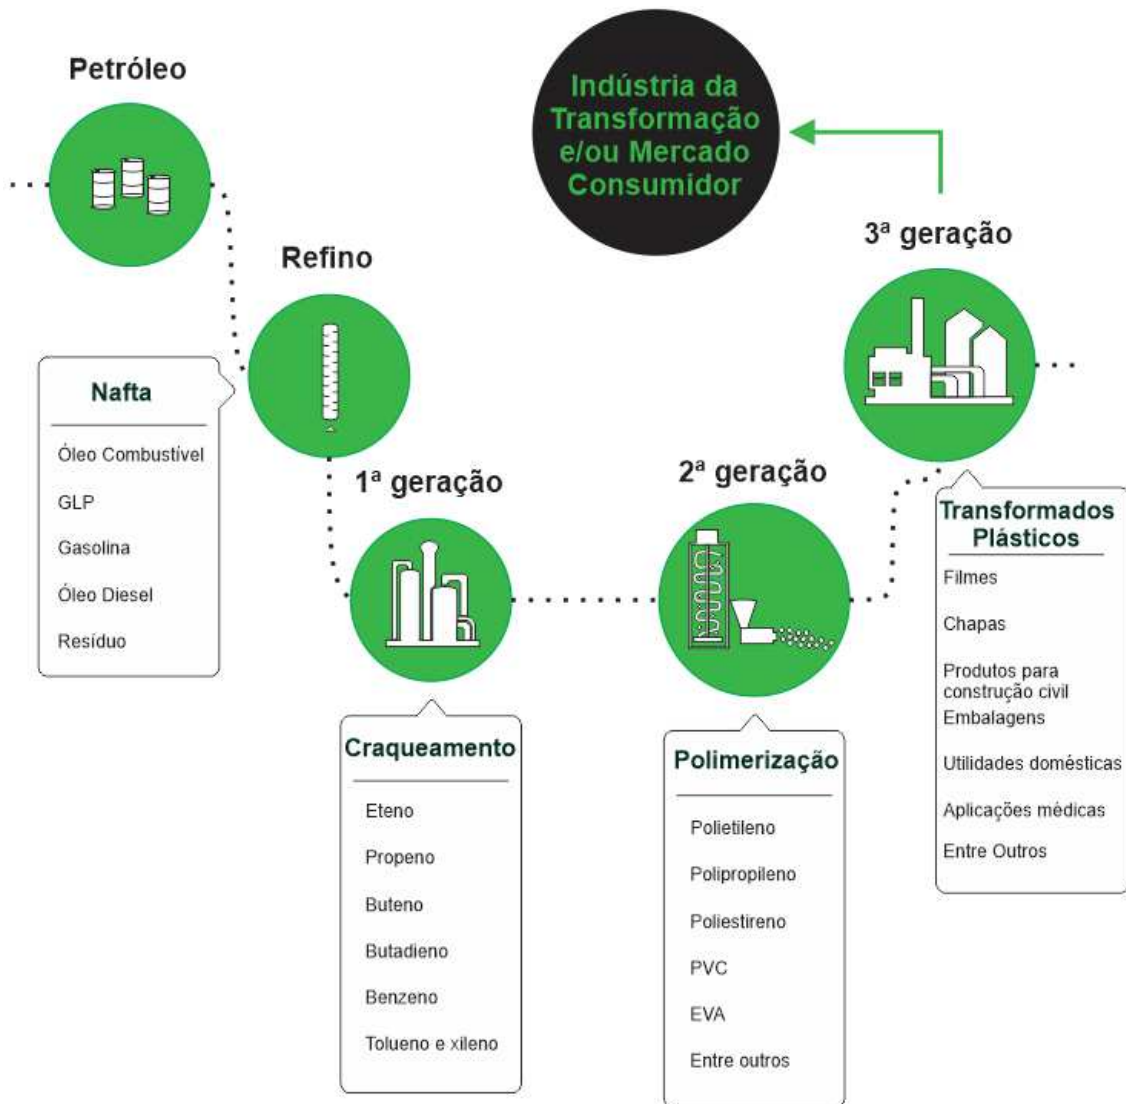 Petróleo
Indústria da
Transformação
e/ou Mercado
Consumidor
Refino
3ª geração
Nafta
Óleo Combustível
GLP
Gasolina
Óleo Diesel
Resíduo
1ª geração
2ª geração
Transformados
Plásticos
Filmes
Chapas
Produtos para
construção civil
Embalagens
Utilidades domésticas
Aplicações médicas
Entre Outros
Craqueamento
Eteno
Propeno
Buteno
Butadieno
Benzeno
Tolueno e xileno
Polimerização
Polietileno
Polipropileno
Poliestireno
PVC
EVA
Entre outros